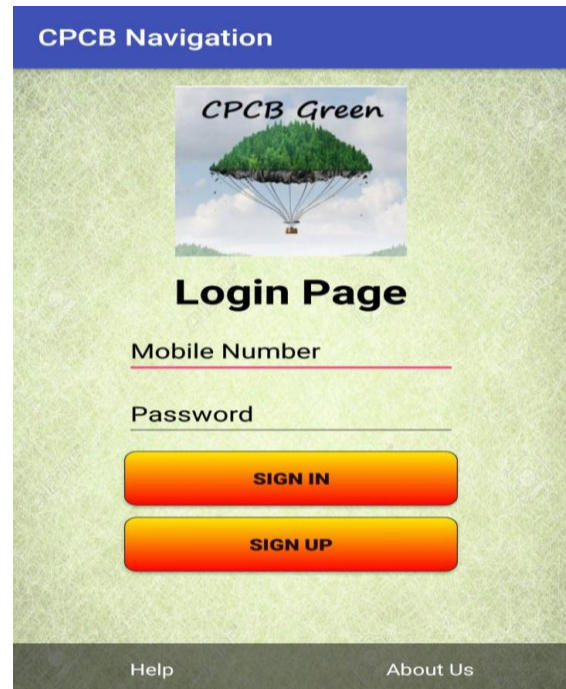 CPCB Navigation
CPCB Green
Login Page
Mobile Number
Password
SIGN IN
SIGN UP
Help
About Us